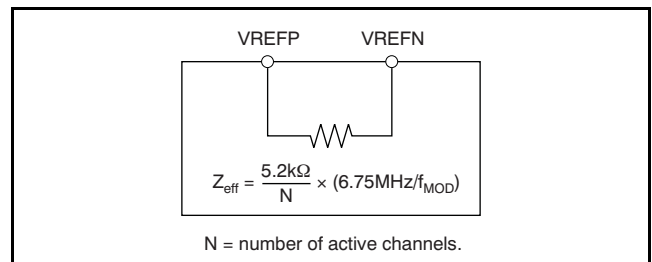 VREFP VREFN
Zeff = 5.2kΩ/N × (6.75MHz/fMOD)
N = number of active channels.